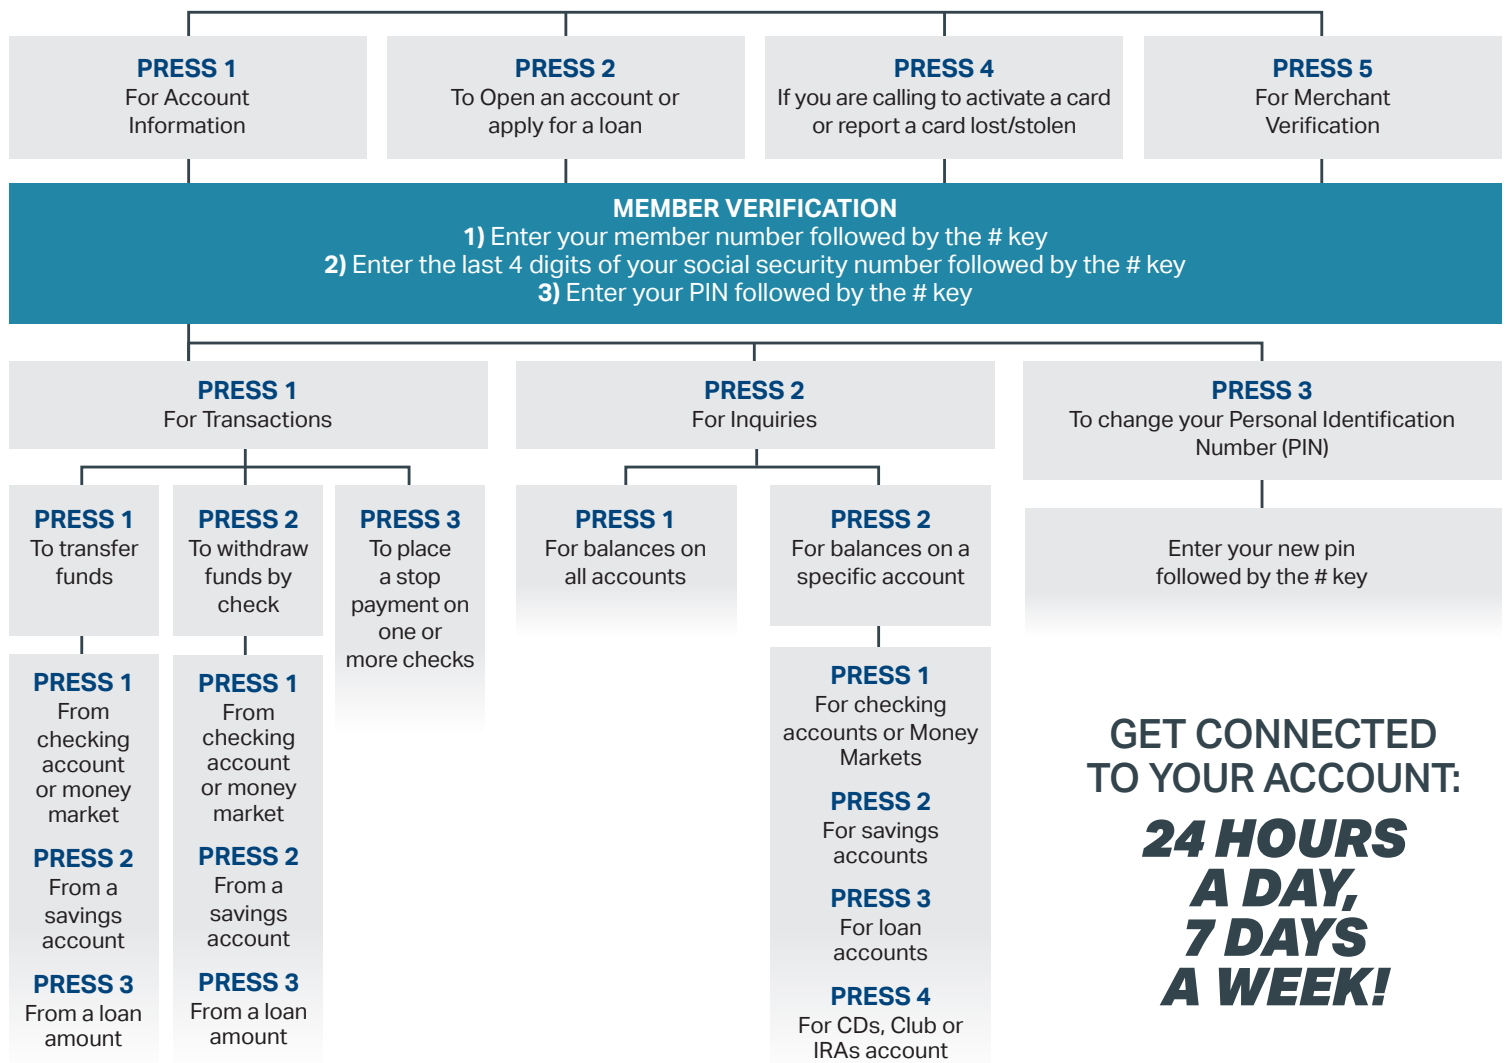 PRESS 1
For Account
Information
PRESS 2
To Open an account or
apply for a loan
PRESS 4
If you are calling to activate a card
or report a card lost/stolen
PRESS 5
For Merchant
Verification
MEMBER VERIFICATION
1) Enter your member number followed by the # key
2) Enter the last 4 digits of your social security number followed by the # key
3) Enter your PIN followed by the # key
PRESS 1
For Transactions
PRESS 2
For Inquiries
PRESS 3
To change your Personal Identification
Number (PIN)
PRESS 1
To transfer
funds
PRESS 2
To withdraw
funds by
check
PRESS 3
To place
a stop
payment on
one or
more checks
PRESS 1
For balances on
all accounts
PRESS 2
For balances on a
specific account
Enter your new pin
followed by the # key
PRESS 1
From
checking
account
or money
market
PRESS 2
From a
savings
account
PRESS 3
From a loan
amount
PRESS 1
From
checking
account
or money
market
PRESS 2
From a
savings
account
PRESS 3
From a loan
amount
PRESS 1
For checking
accounts or Money
Markets
PRESS 2
For savings
accounts
PRESS 3
For loan
accounts
PRESS 4
For CDs, Club or
IRAs account
GET CONNECTED
TO YOUR ACCOUNT:
24 HOURS
A DAY,
7 DAYS
A WEEK!